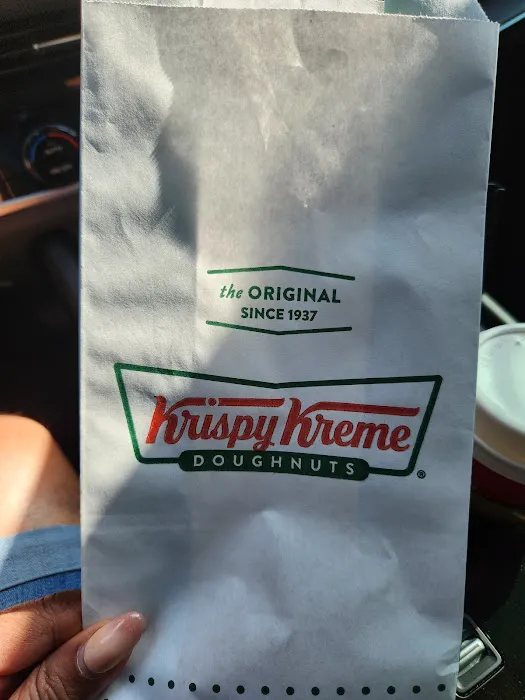 the ORIGINAL
SINCE 1937
Krispy Kreme
DOUGHNUTS
®